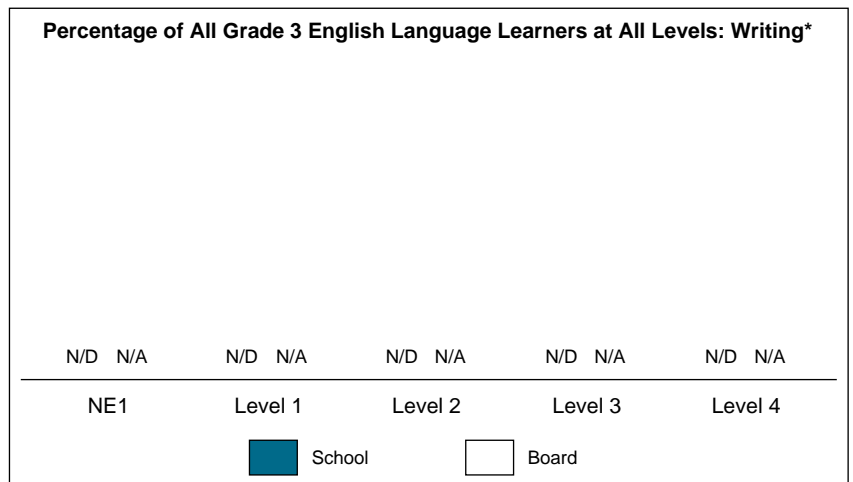 Percentage of All Grade 3 English Language Learners at All Levels: Writing*
N/D N/A N/D N/A N/D N/A N/D N/A N/D N/A
NE1 Level 1 Level 2 Level 3 Level 4
School Board